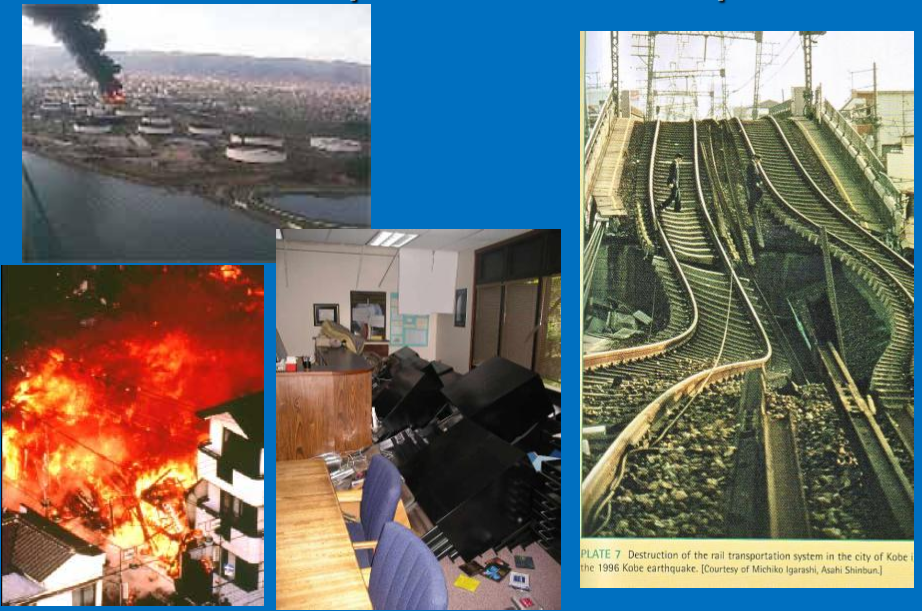 PLATE 7 Destruction of the rail transportation system in the city of Kobe i
the 1996 Kobe earthquake. [Courtesy of Michiko Igarashi, Asahi Shinbun.]